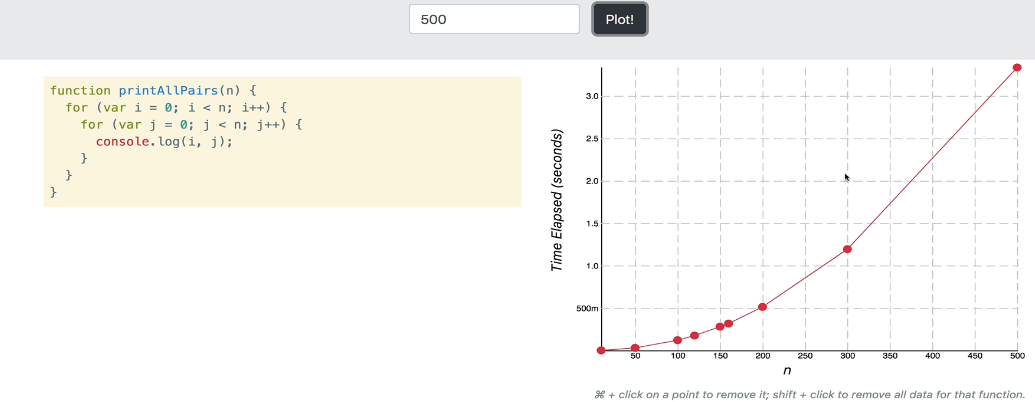 500
Plot!
function printAllPairs(n) {
for (var i = 0; i < n; i++) {
for (var j = 0; j < n; j++) {
console.log(i, j);
}
}
}
Time Elapsed (seconds)
3.0
2.5
2.0
1.5
1.0
500m
50 100 150 200 250 300 350 400 450 500
n
⌘ + click on a point to remove it; shift + click to remove all data for that function.